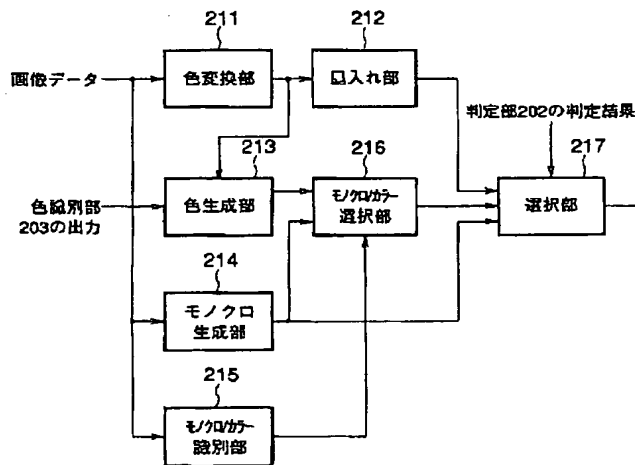 211
212
画像データ
色変換部
入れ部
判定部202の判定結果
213
216
217
色識別部
203の出力
色生成部
モノクロ/カラー
選択部
選択部
214
モノクロ
生成部
215
モノクロ/カラー
識別部